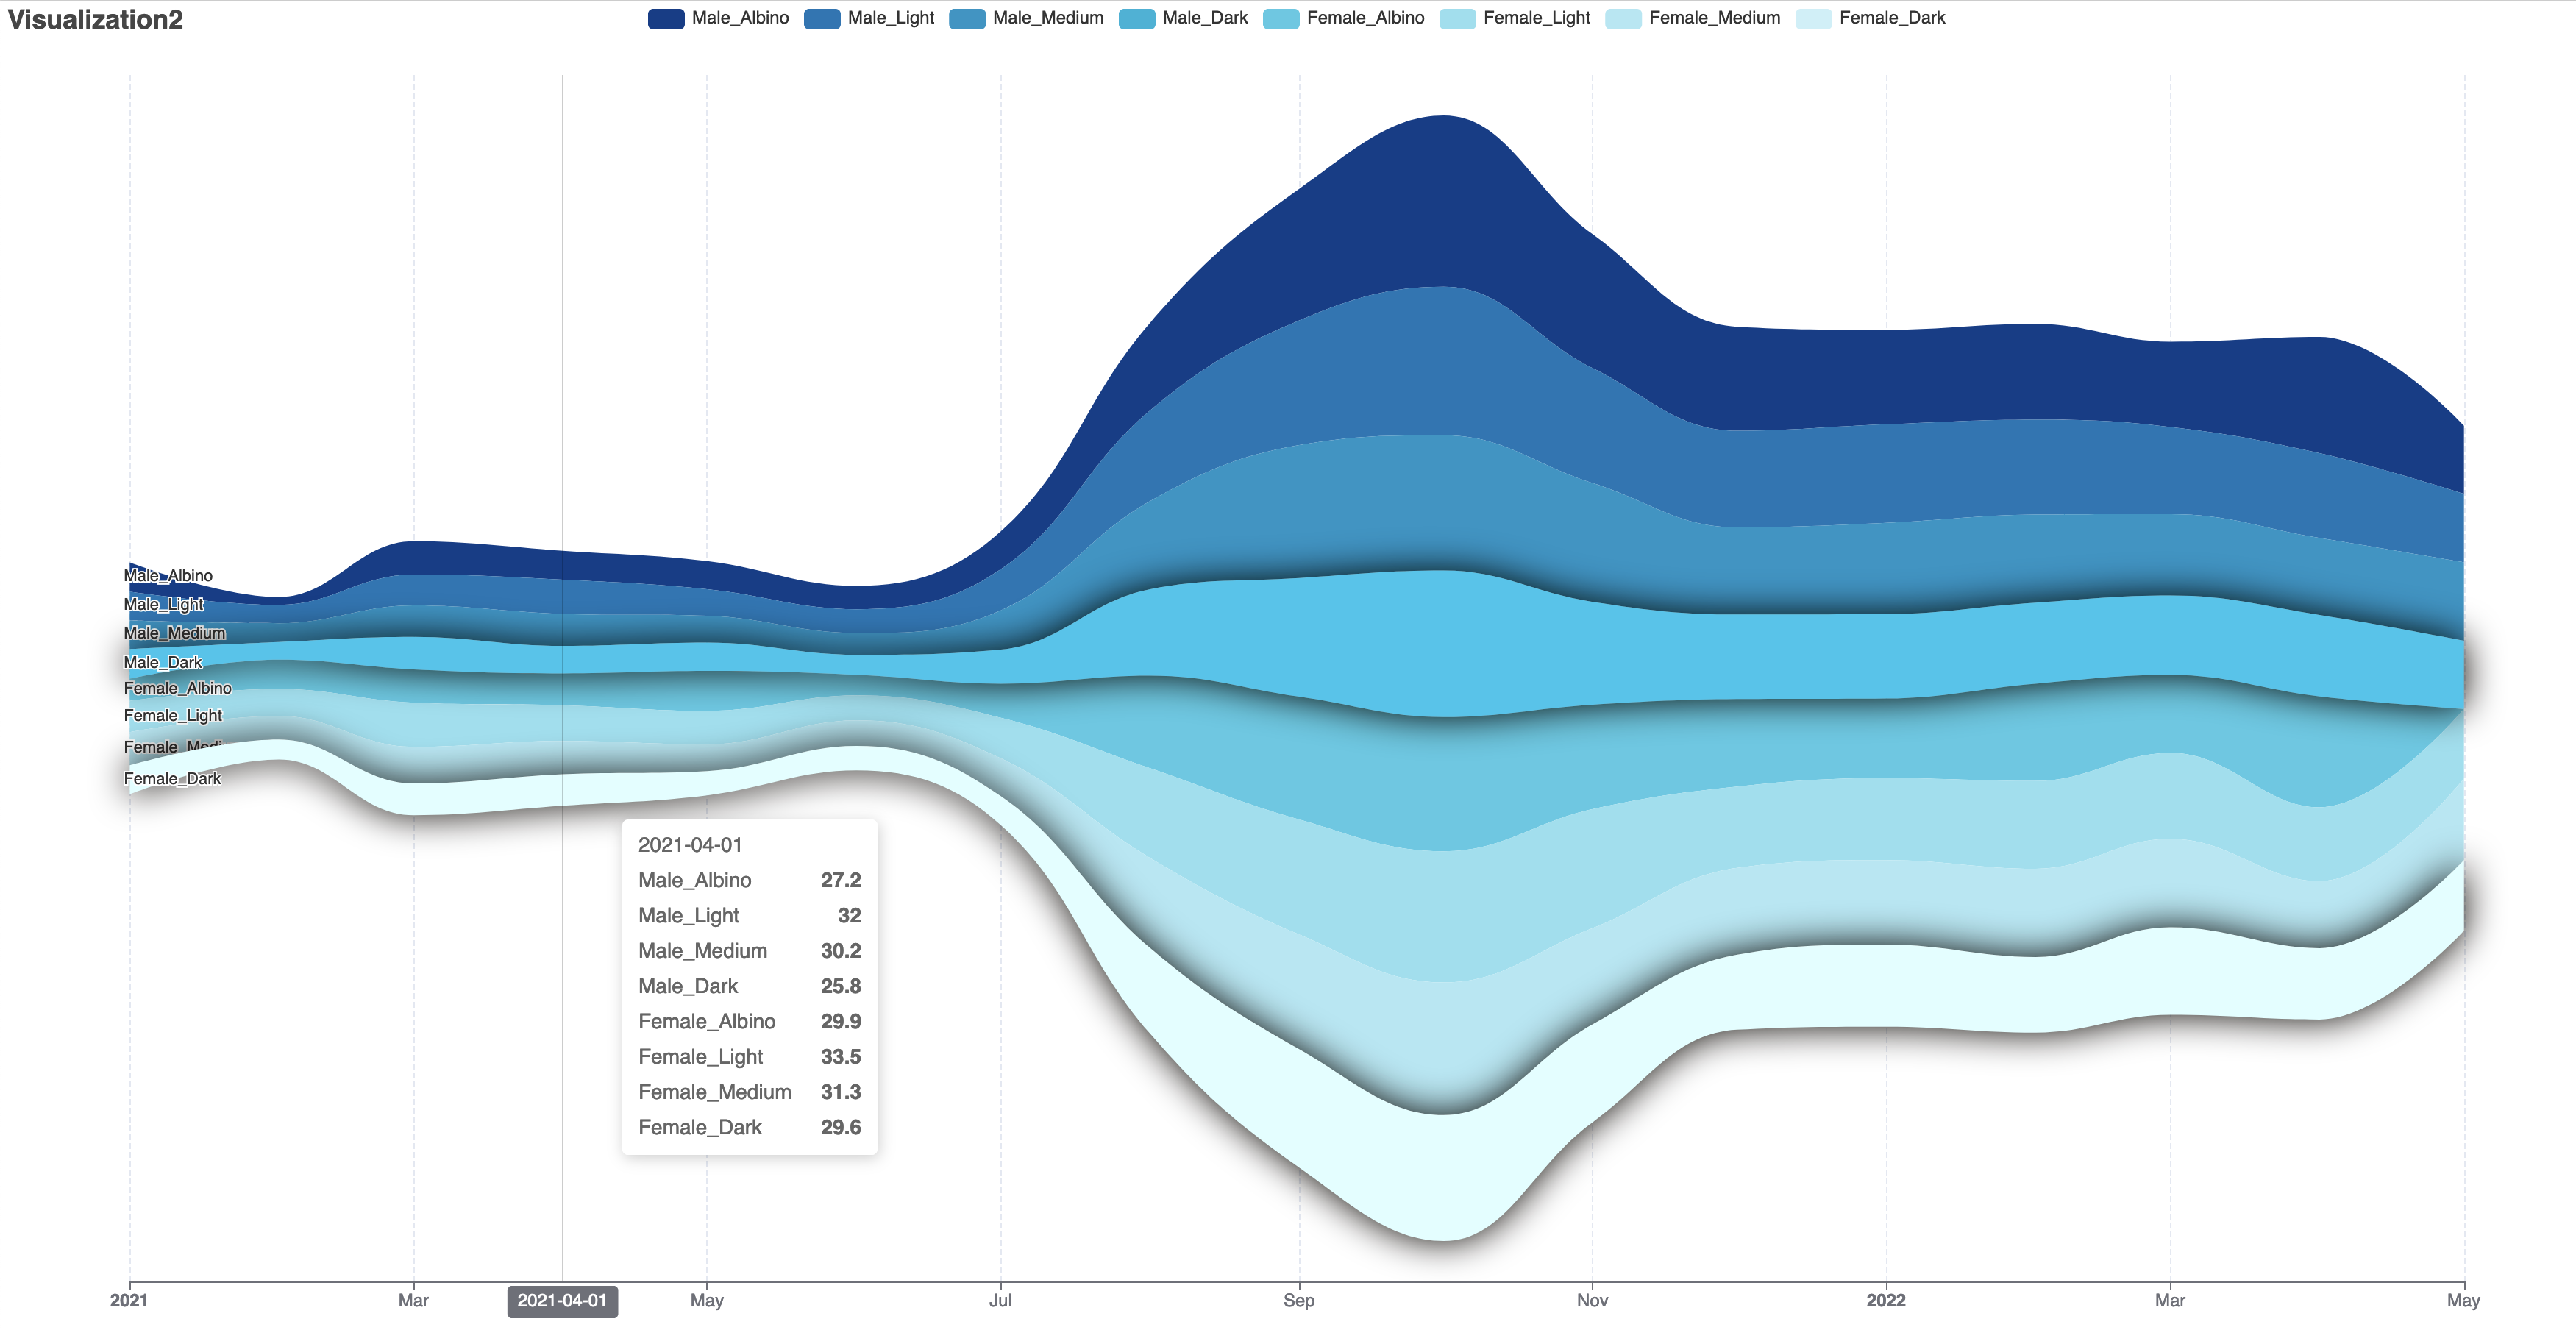 Visualization2
Male_Albino Male_Light Male_Medium Male_Dark Female_Albino Female_Light Female_Medium Female_Dark
Male_Albino
Male_Light
Male_Medium
Male_Dark
Female_Albino
Female_Light
Female_Medi
Female_Dark
2021-04-01
Male_Albino 27.2
Male_Light 32
Male_Medium 30.2
Male_Dark 25.8
Female_Albino 29.9
Female_Light 33.5
Female_Medium 31.3
Female_Dark 29.6
2021 Mar 2021-04-01 May Jul Sep Nov 2022 Mar May